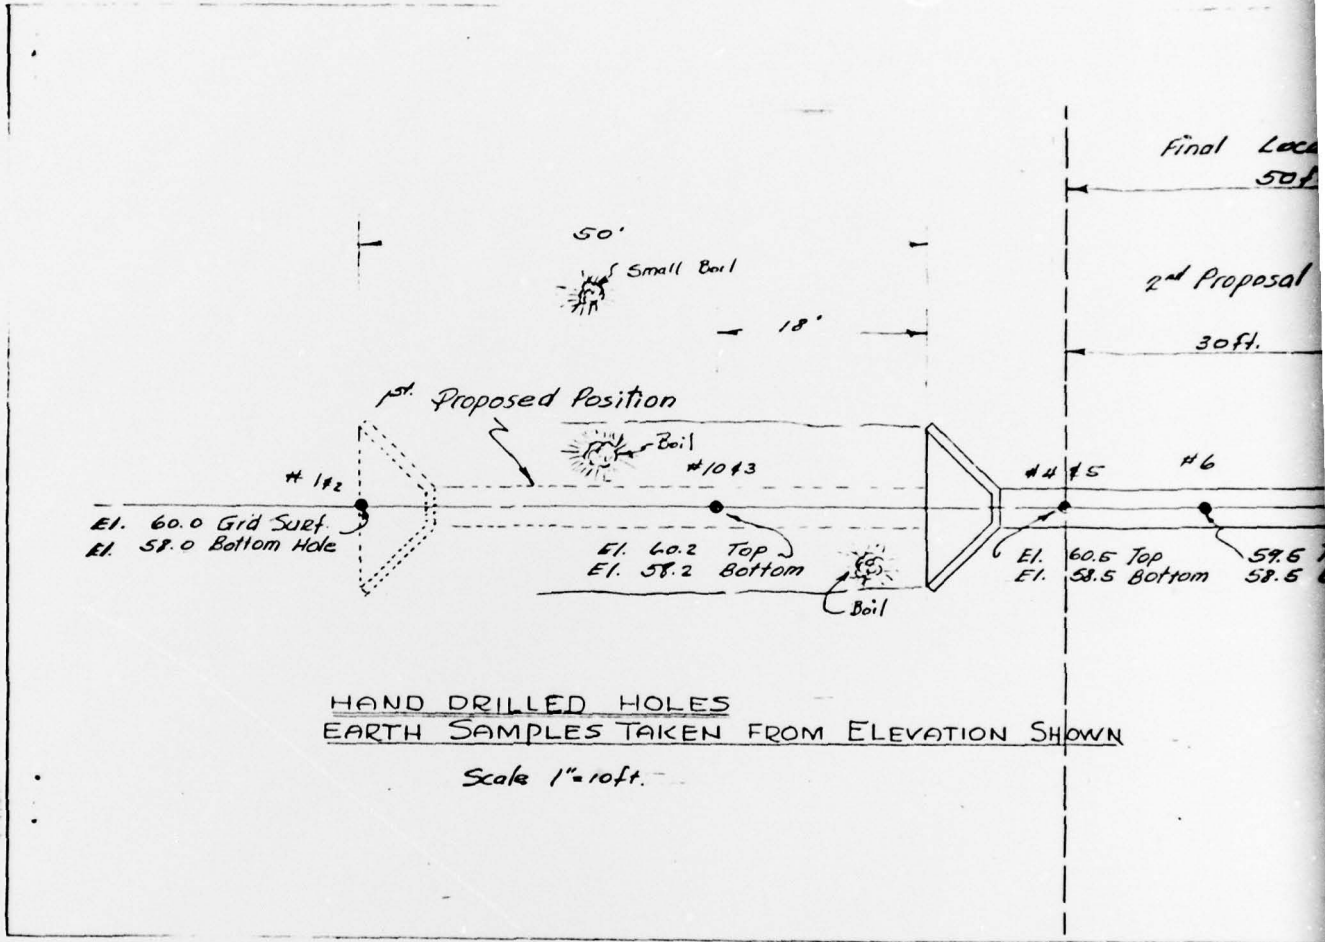 Final
50f
50'
Small Boil
2nd Proposal
18'
30ft.
1st. Proposed Position
Boil
# 1&2
#10&3
#4 &5
#6
El. 60.0 Grd Surf.
El. 58.0 Bottom Hole
El. 60.2 Top
El. 58.2 Bottom
El. 60.5 Top
El. 58.5 Bottom
59.5
58.5
Boil
HAND DRILLED HOLES
EARTH SAMPLES TAKEN FROM ELEVATION SHOWN
Scale 1"=10ft.